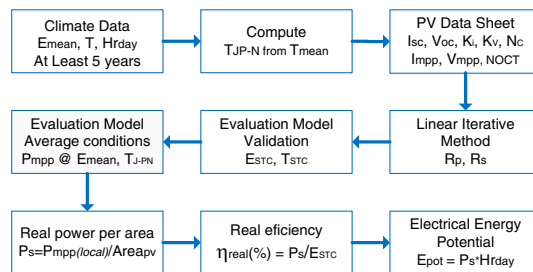 Climate Data
Emean, T, Hrday
At Least 5 years
Compute
TJP-N from Tmean
PV Data Sheet
Isc, Voc, Ki, Kv, Nc
Impp, Vmpp, NOCT
Evaluation Model
Average conditions
Pmpp @ Emean, TJ-PN
Evaluation Model
Validation
ESTC, TSTC
Linear Iterative
Method
Rp, Rs
Real power per area
Ps=Pmpp(local)/Areapv
Real eficiency
ηreal(%) = Ps/ESTC
Electrical Energy
Potential
Epot = Ps*Hrday